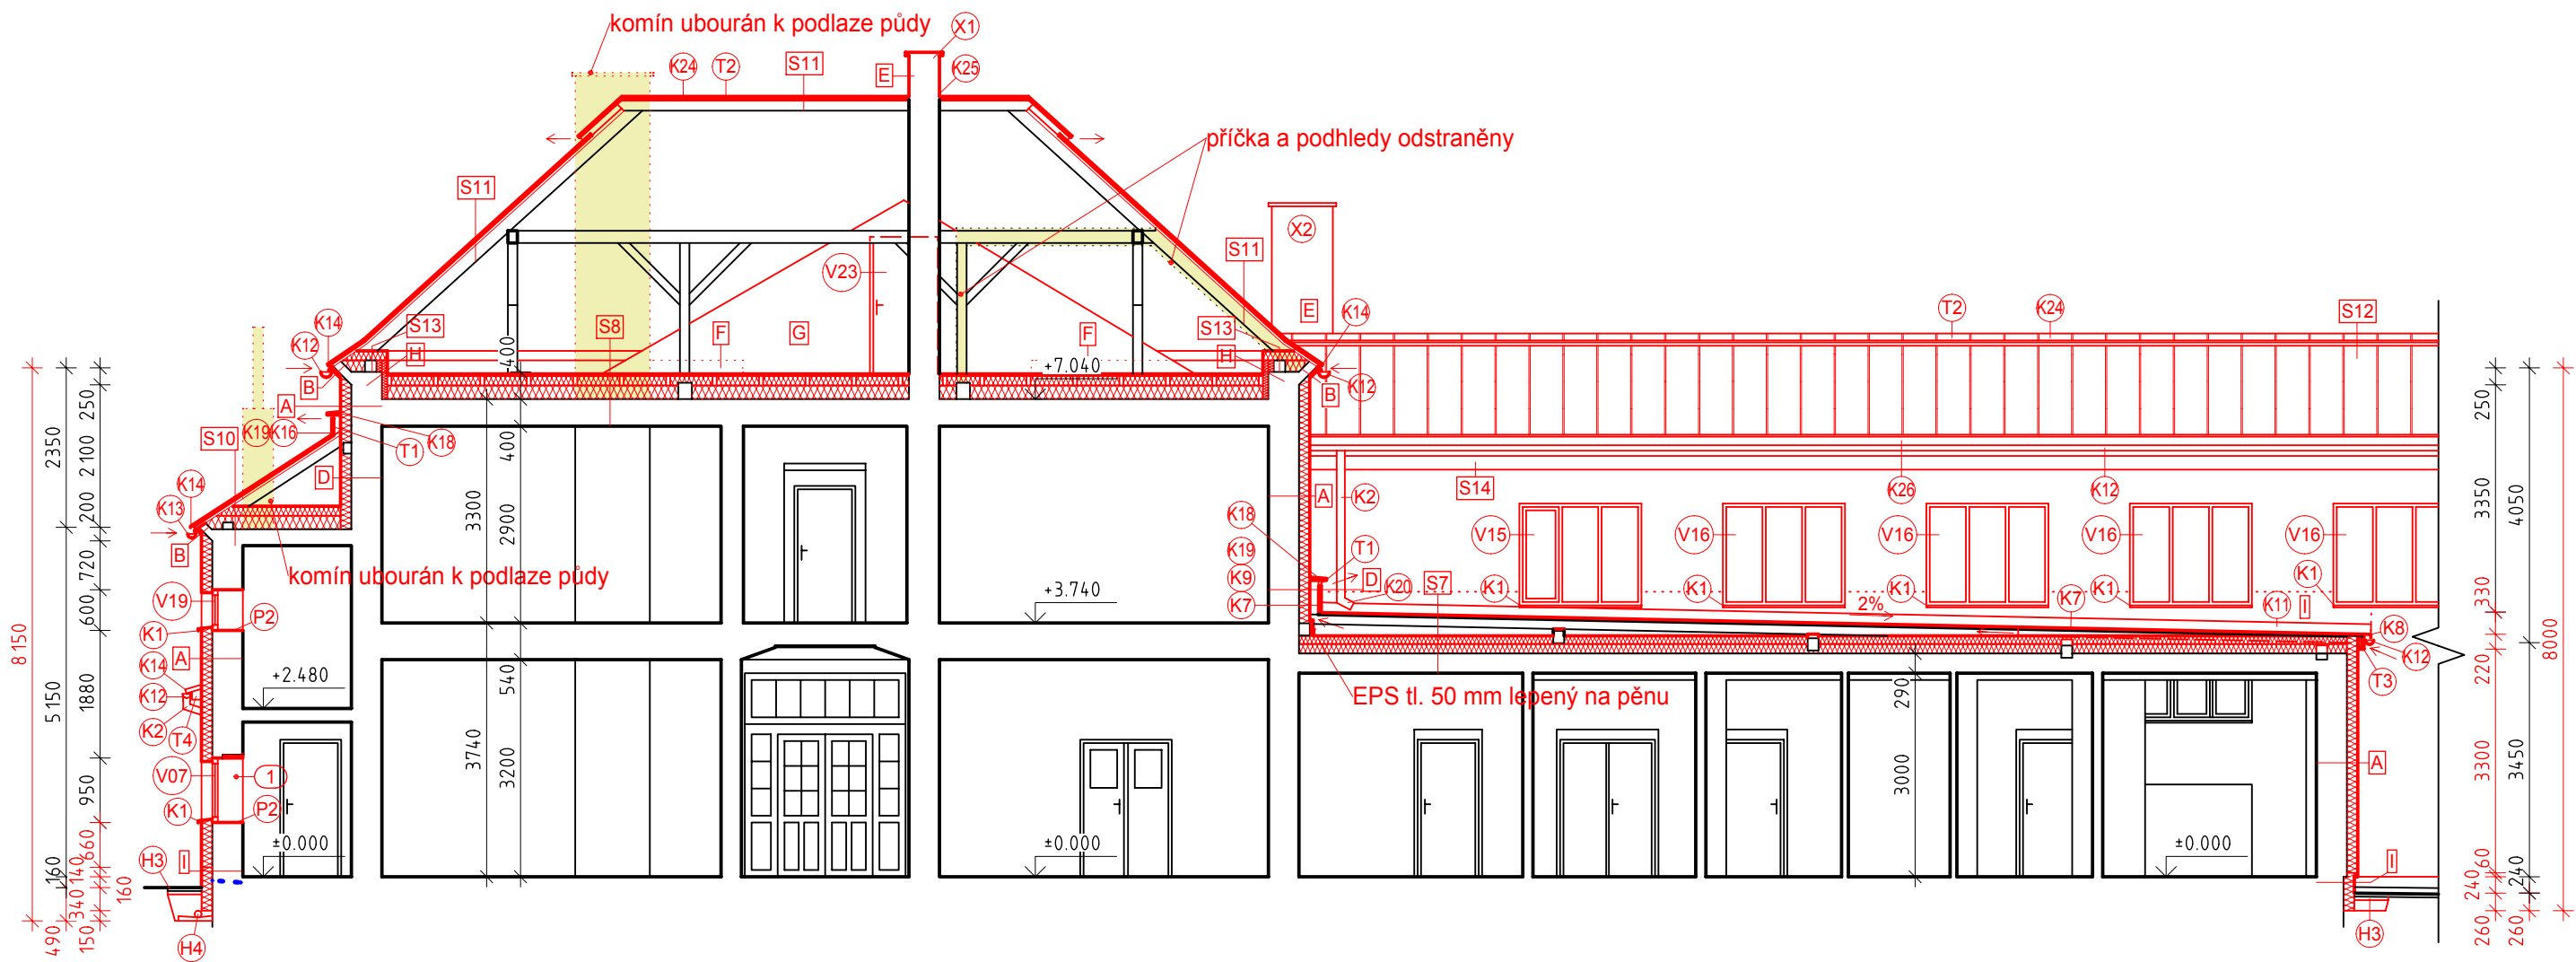 komín ubourán k podlaze půdy
X1
K24
T2
S11
E
K25
příčka a podhledy odstraněny
S11
X2
S11
V23
E
K14
T2
K24
S12
K14
K12
S13
H
S8
F
G
F
S13
H
400
+7.040
B
A
K18
T1
K12
B
S10
K19
K16
D
K14
K13
B
A
K2
S14
K26
K12
V15
V16
V16
V16
V16
K18
K19
K9
K7
T1
D
K20
S7
K1
K1
K1
K1
K1
2%
K7
K11
I
K8
K12
T3
komín ubourán k podlaze půdy
V19
P2
K1
A
K14
K12
K2
T4
V07
1
K1
P2
H3
I
H4
+2.480
±0.000
+3.740
±0.000
±0.000
EPS tl. 50 mm lepený na pěnu
A
I
H3
8150
2350
5150
160
490
250
2100
200
720
600
1880
950
660
140
340
150
160
3300
3740
400
2900
540
3200
290
3000
250
3350
330
220
3300
60
240
260
4050
3450
240
260
8000